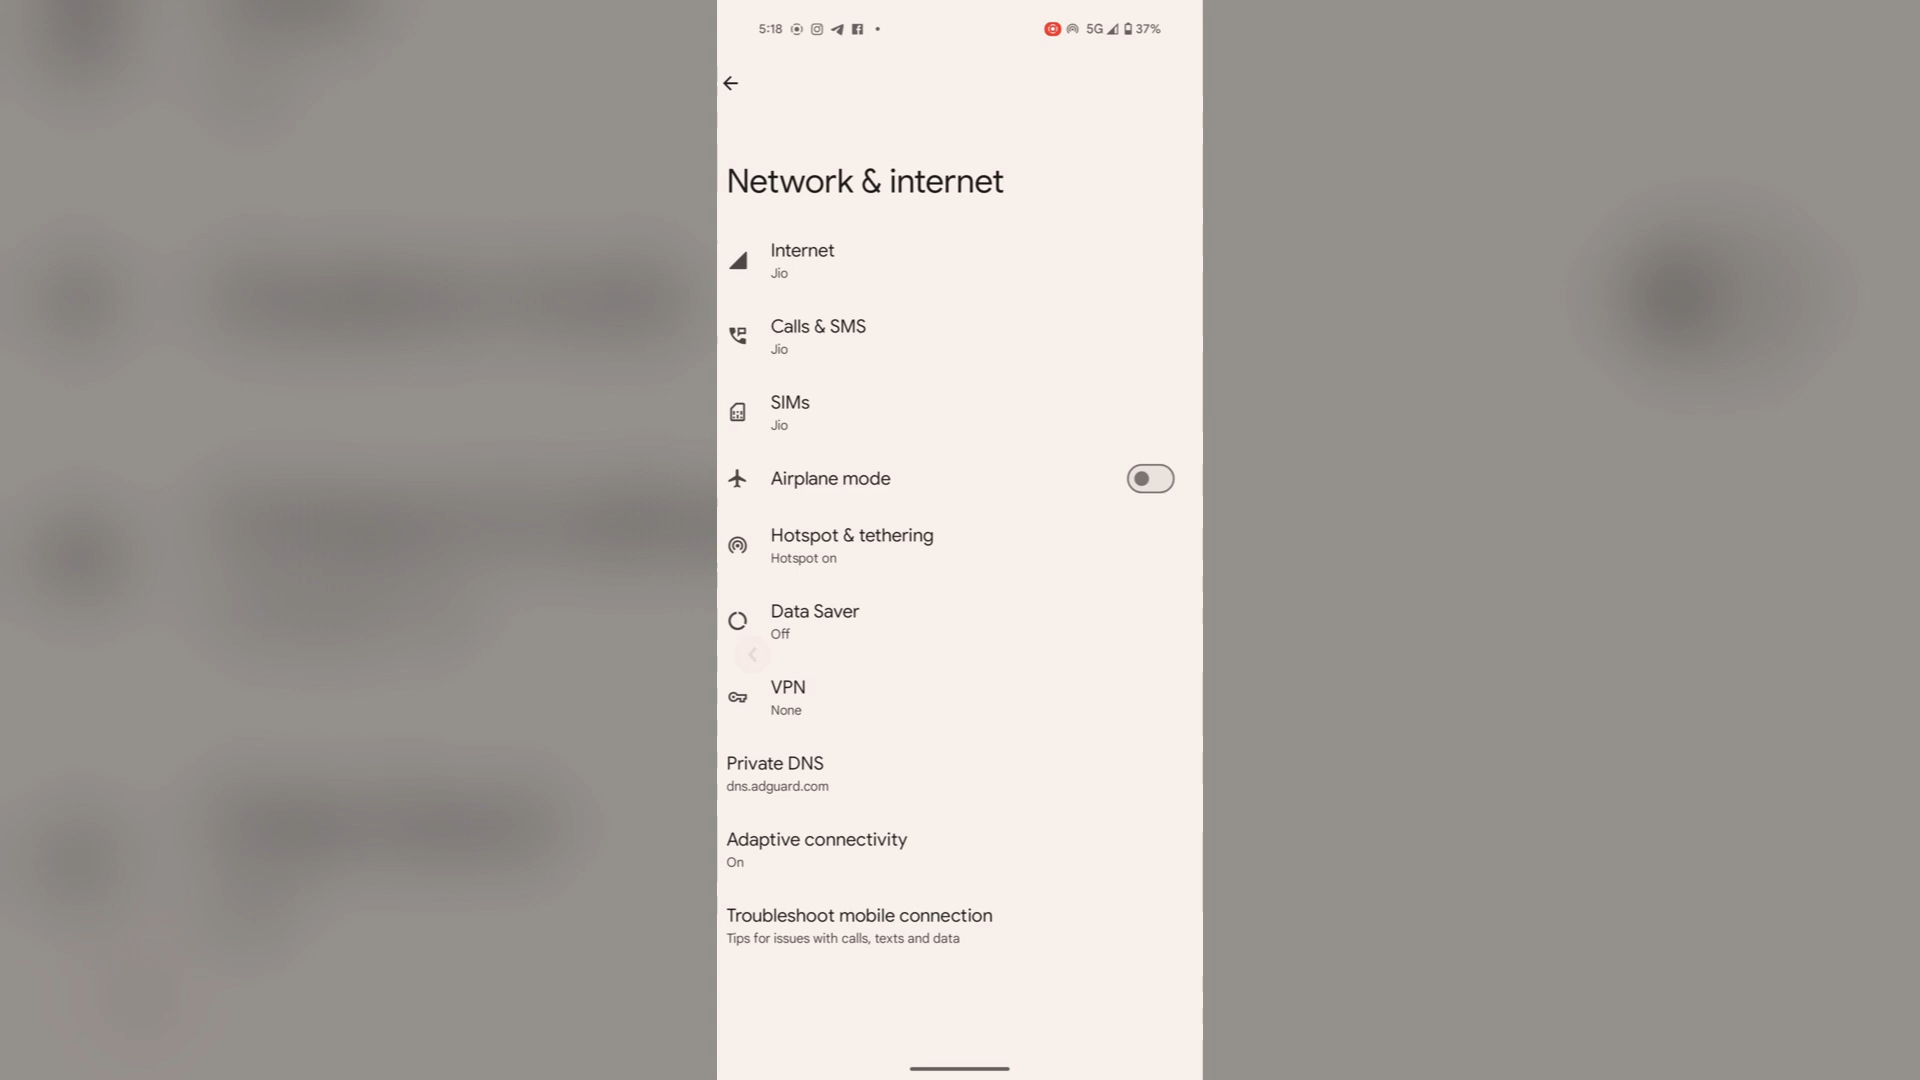 5:18 5G 37%
Network & internet
Internet
Jio
Calls & SMS
Jio
SIMs
Jio
Airplane mode
Hotspot & tethering
Hotspot on
Data Saver
Off
VPN
None
Private DNS
dns.adguard.com
Adaptive connectivity
On
Troubleshoot mobile connection
Tips for issues with calls, texts and data